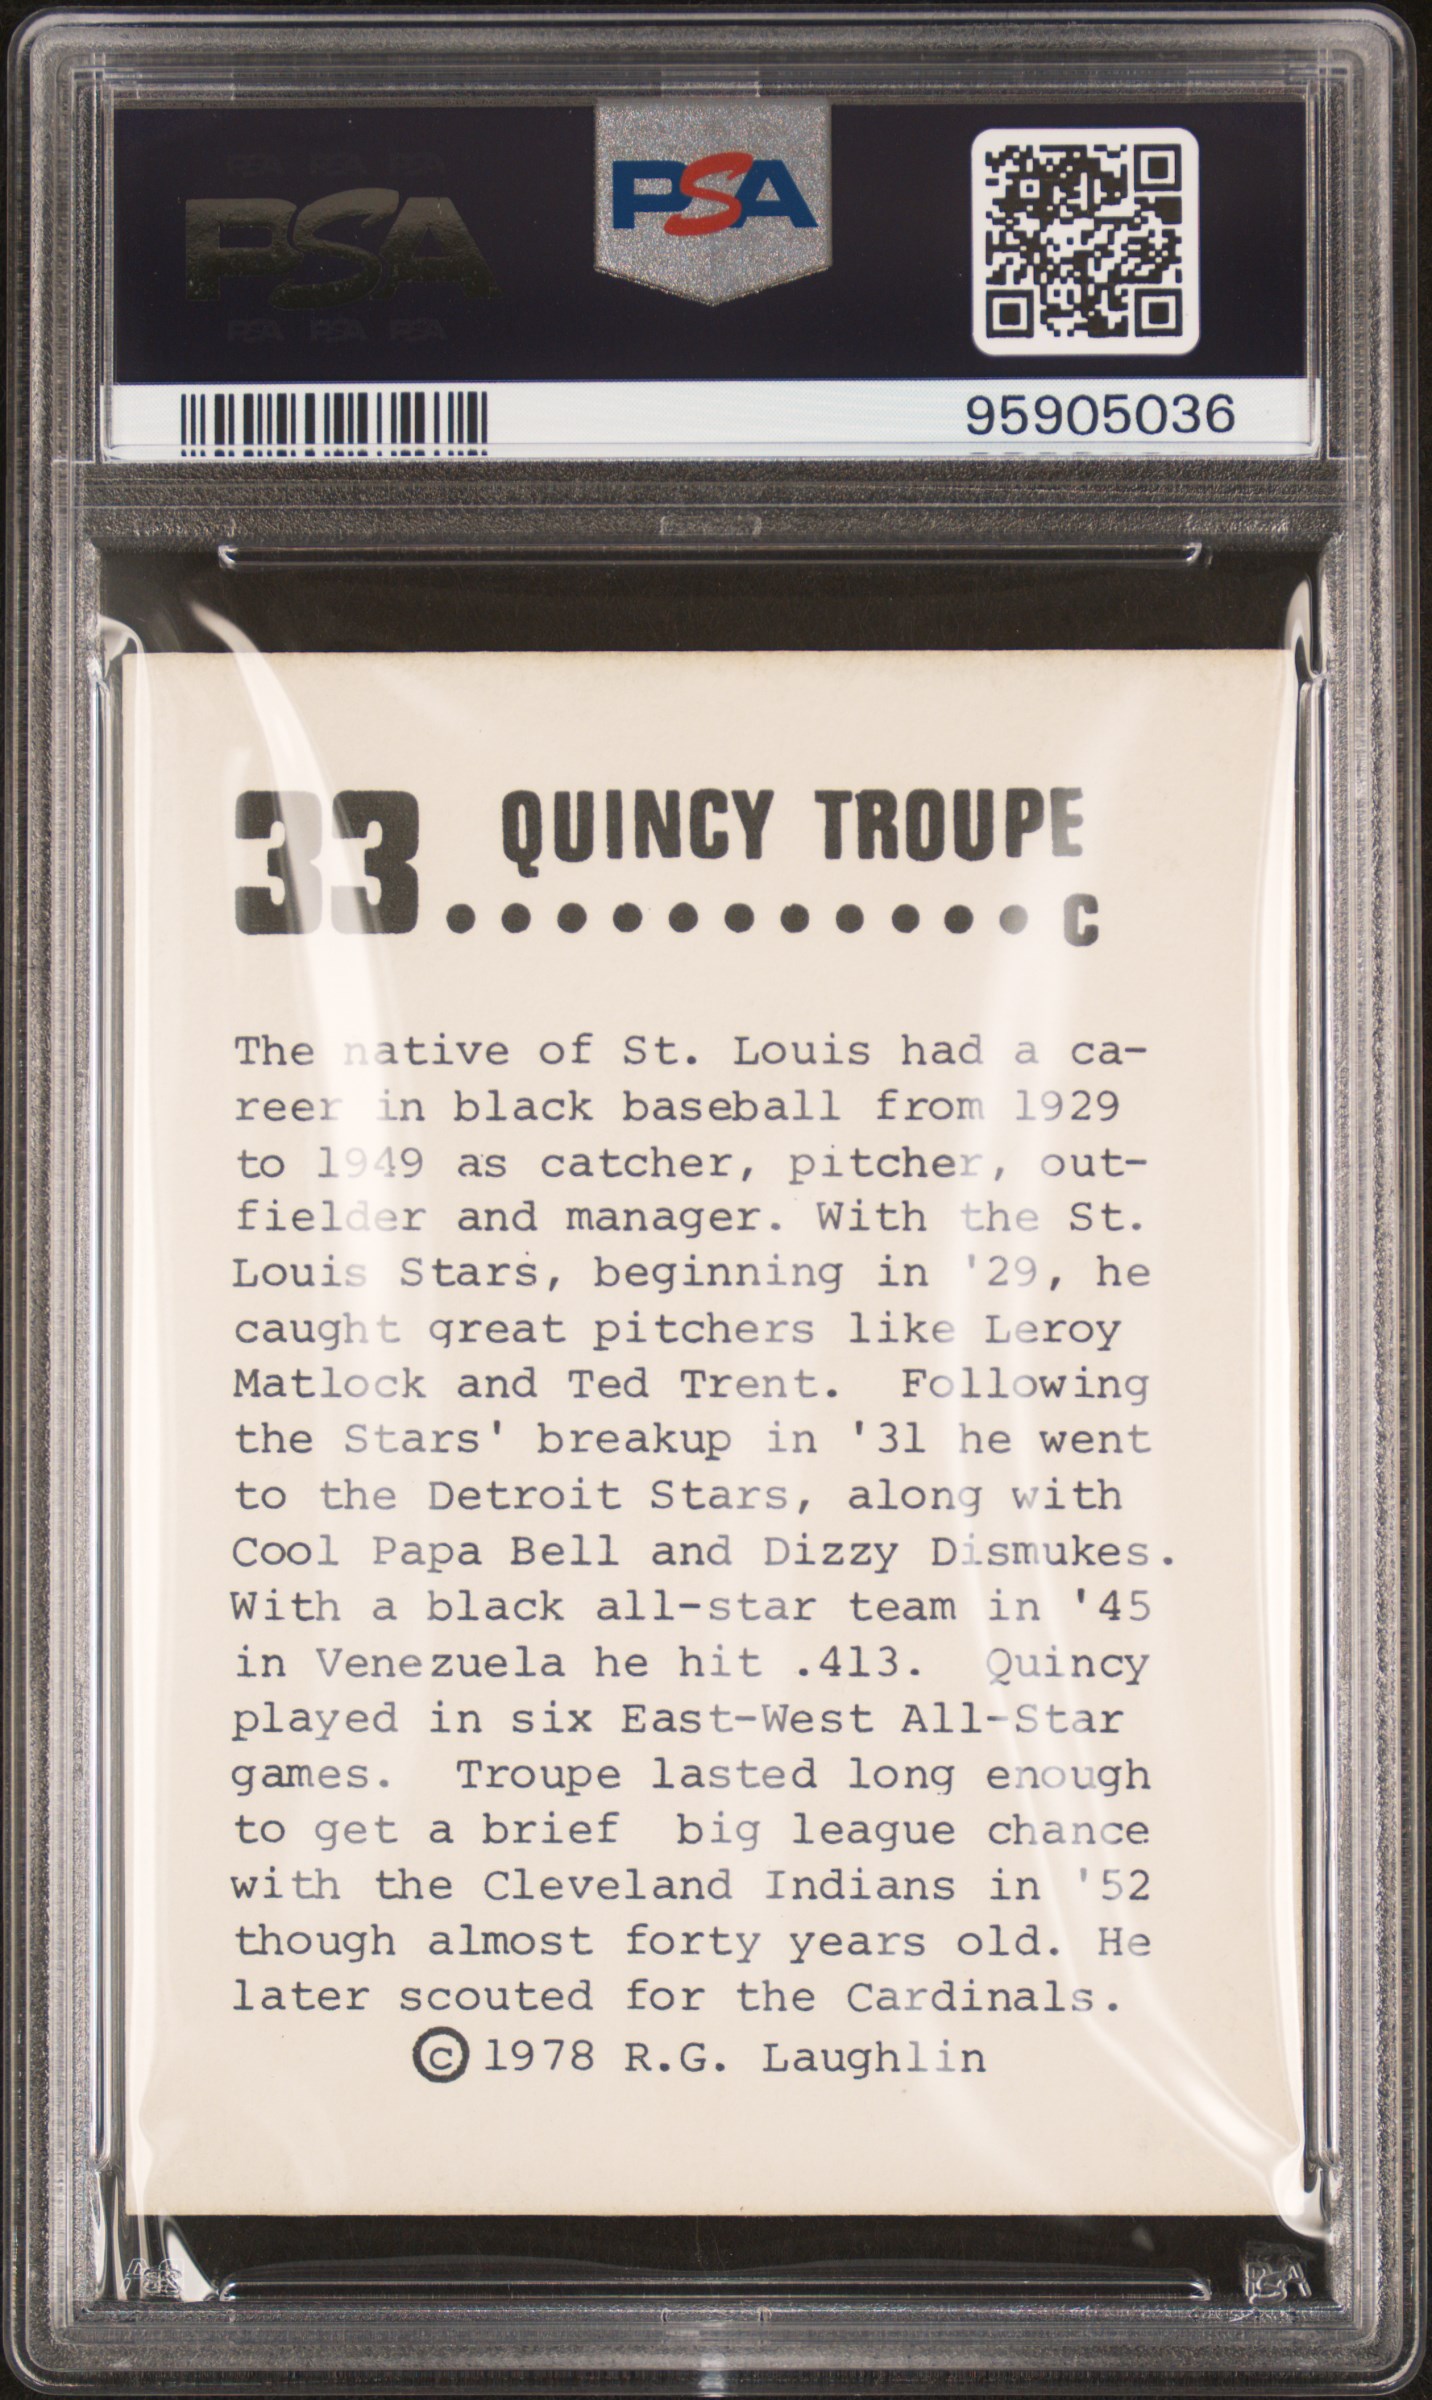 PSA
PSA
95905036
33 QUINCY TROUPE
............ C
The native of St. Louis had a ca-
reer in black baseball from 1929
to 1949 as catcher, pitcher, out-
fielder and manager. With the St.
Louis Stars, beginning in '29, he
caught great pitchers like Leroy
Matlock and Ted Trent. Following
the Stars' breakup in '31 he went
to the Detroit Stars, along with
Cool Papa Bell and Dizzy Dismukes.
With a black all-star team in '45
in Venezuela he hit .413. Quincy
played in six East-West All-Star
games. Troupe lasted long enough
to get a brief big league chance
with the Cleveland Indians in '52
though almost forty years old. He
later scouted for the Cardinals.
© 1978 R.G. Laughlin
PSA